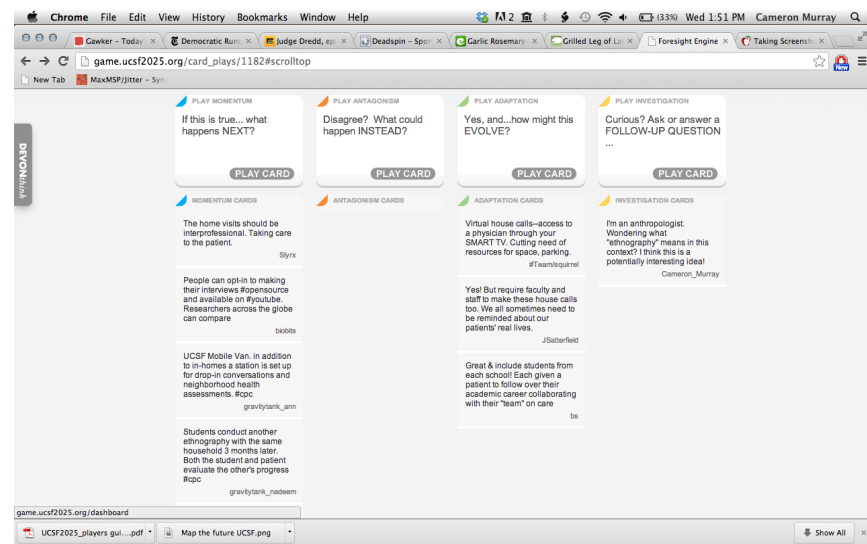 Chrome File Edit View History Bookmarks Window Help
2 (33%) Wed 1:51 PM Cameron Murray
Gawker – Today'
Democratic Runo
Judge Dredd, epi
Deadspin – Spor
Garlic Rosemary
Grilled Leg of La
Foresight Engine
Taking Screensh
game.ucsf2025.org/card_plays/1182#scrolltop
New
New Tab MaxMSP/Jitter – Syn
DEVONthink
PLAY MOMENTUM
If this is true... what
happens NEXT?
PLAY CARD
PLAY ANTAGONISM
Disagree? What could
happen INSTEAD?
PLAY CARD
PLAY ADAPTATION
Yes, and...how might this
EVOLVE?
PLAY CARD
PLAY INVESTIGATION
Curious? Ask or answer a
FOLLOW-UP QUESTION
...
PLAY CARD
MOMENTUM CARDS
The home visits should be
interprofessional. Taking care
to the patient.
Slyrx
People can opt-in to making
their interviews #opensource
and available on #youtube.
Researchers across the globe
can compare
biobits
UCSF Mobile Van. in addition
to in-homes a station is set up
for drop-in conversations and
neighborhood health
assessments. #cpc
gravitytank_ann
Students conduct another
ethnography with the same
household 3 months later.
Both the student and patient
evaluate the other's progress
#cpc
gravitytank_nadeem
ANTAGONISM CARDS
ADAPTATION CARDS
Virtual house calls--access to
a physician through your
SMART TV. Cutting need of
resources for space, parking.
#Team/squirrel
Yes! But require faculty and
staff to make these house calls
too. We all sometimes need to
be reminded about our
patients' real lives.
JSatterfield
Great & include students from
each school! Each given a
patient to follow over their
academic career collaborating
with their "team" on care
bs
INVESTIGATION CARDS
I'm an anthropologist.
Wondering what
"ethnography" means in this
context? I think this is a
potentially interesting idea!
Cameron_Murray
game.ucsf2025.org/dashboard
UCSF2025_players gui....pdf
Map the future UCSF.png
Show All